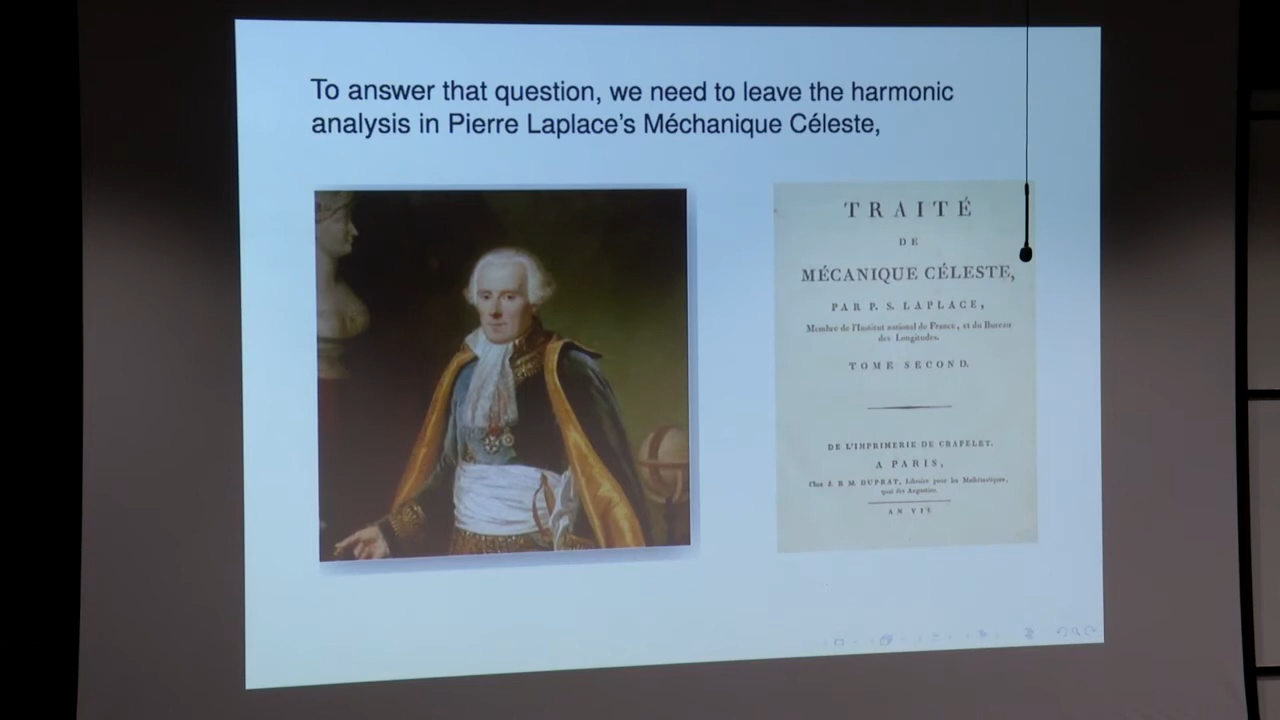 To answer that question, we need to leave the harmonic
analysis in Pierre Laplace's Méchanique Céleste,
TRAITÉ
DE
MÉCANIQUE CÉLESTE,
PAR P. S. LAPLACE,
Membre de l'Institut national de France, et du Bureau
des Longitudes.
TOME SECOND.
DE L'IMPRIMERIE DE CRAPELET.
A PARIS,
Chez J. B. M. DUPRAT, Libraire pour les Mathématiques,
quai des Augustins.
AN VII.